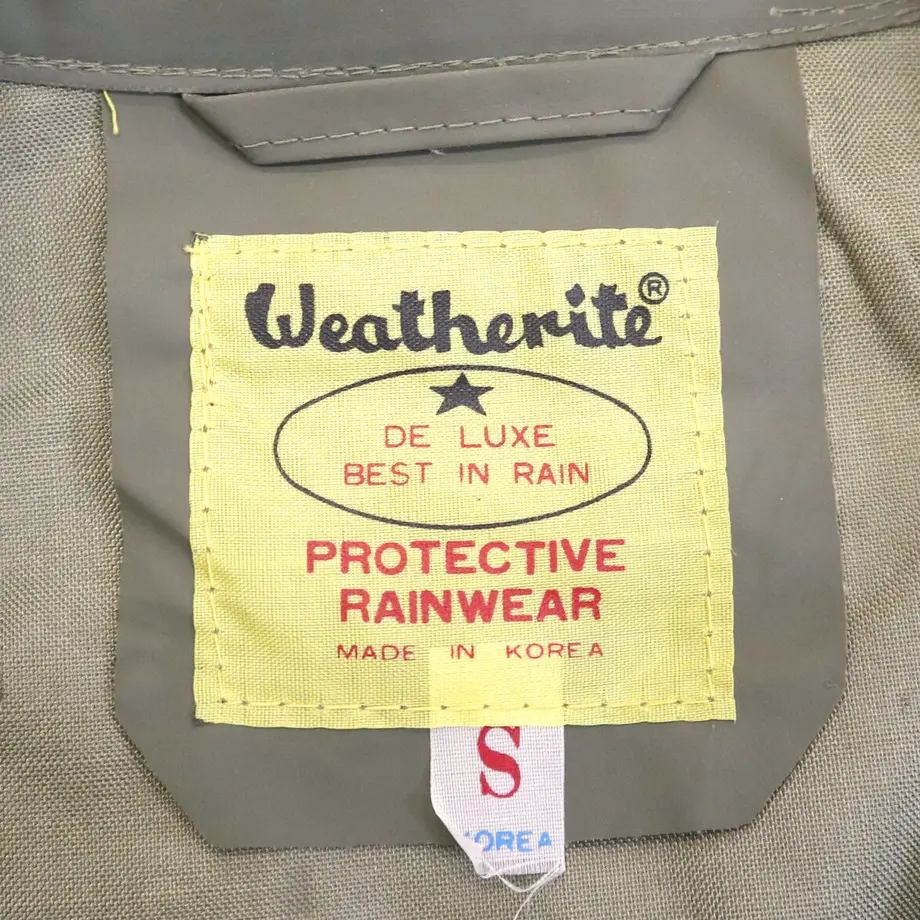 Weatherite®
DE LUXE
BEST IN RAIN
PROTECTIVE
RAINWEAR
MADE IN KOREA
S
KOREA